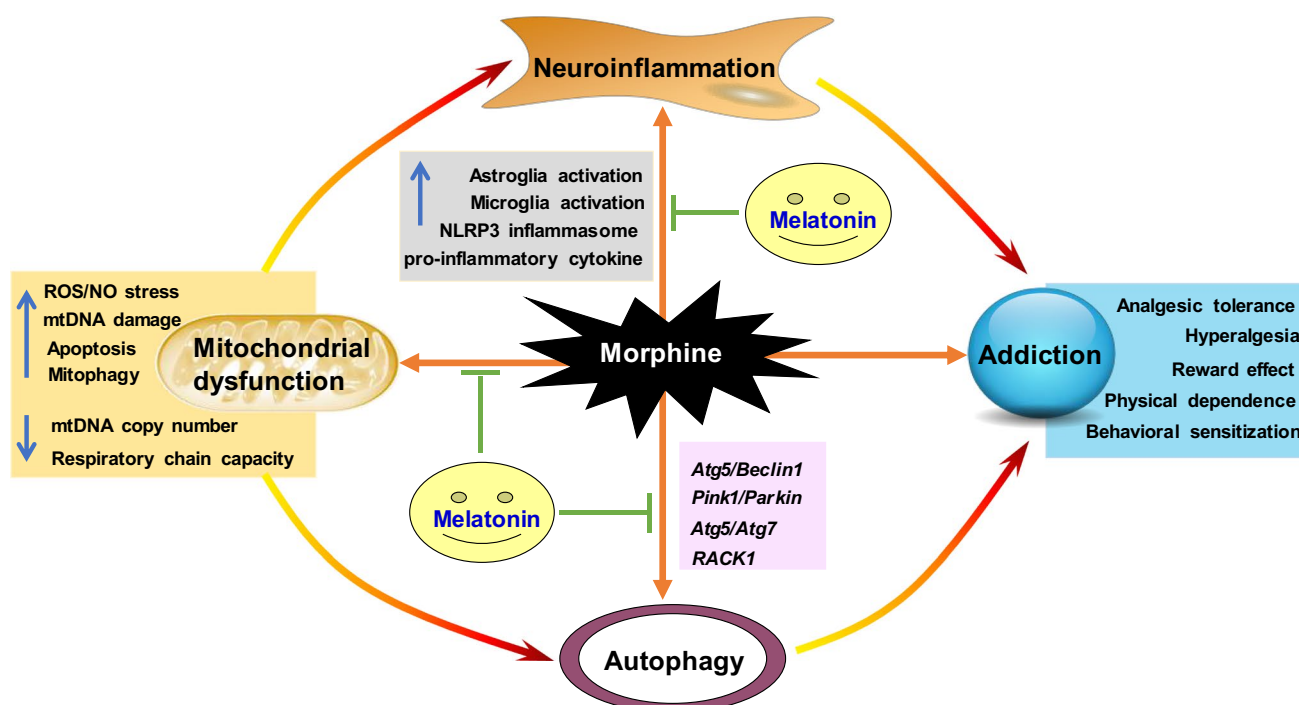 Neuroinflammation
Astroglia activation
Microglia activation
NLRP3 inflammasome
pro-inflammatory cytokine
Melatonin
ROS/NO stress
mtDNA damage
Apoptosis
Mitophagy
mtDNA copy number
Respiratory chain capacity
Mitochondrial
dysfunction
Morphine
Addiction
Analgesic tolerance
Hyperalgesia
Reward effect
Physical dependence
Behavioral sensitization
Melatonin
Atg5/Beclin1
Pink1/Parkin
Atg5/Atg7
RACK1
Autophagy